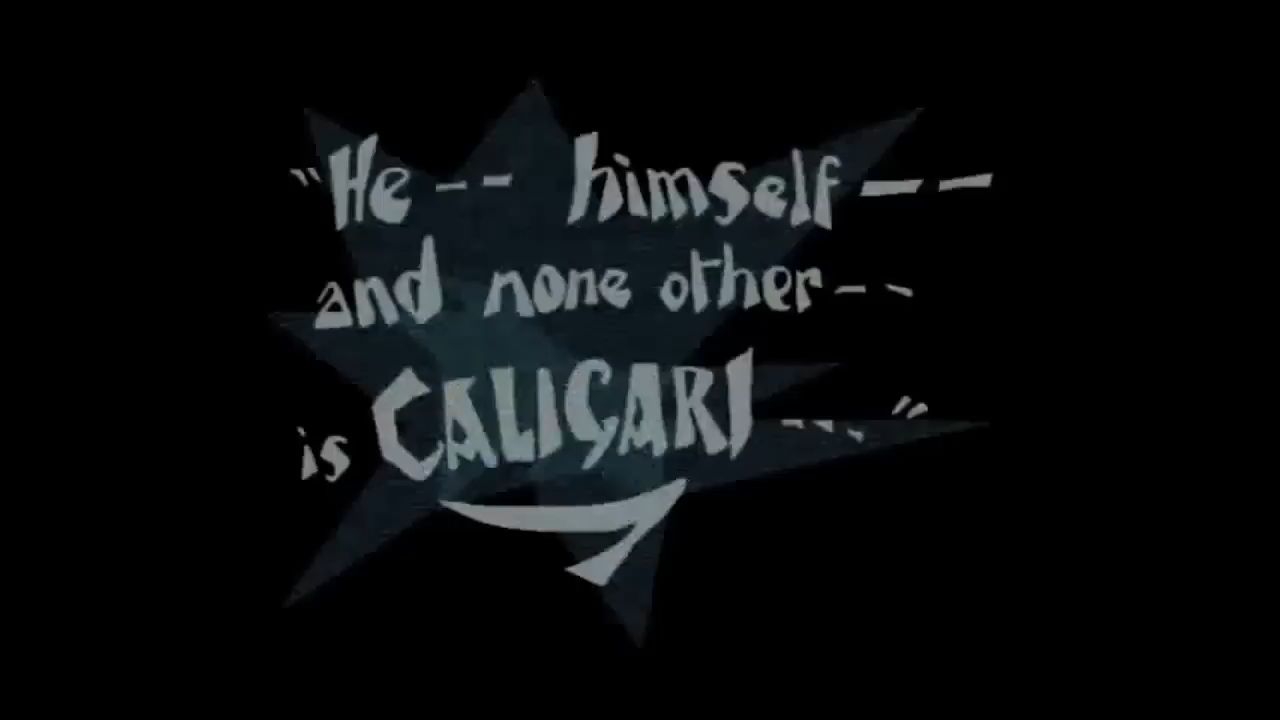 "He -- himself --
and none other --
is CALIGARI ---."